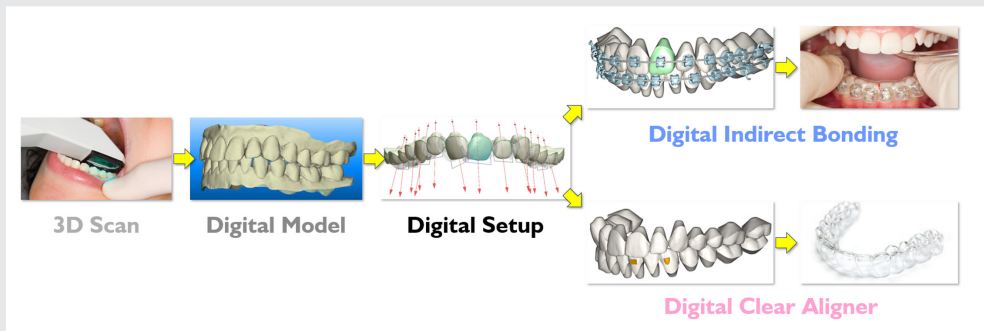 3D Scan
Digital Model
Digital Setup
Digital Indirect Bonding
Digital Clear Aligner